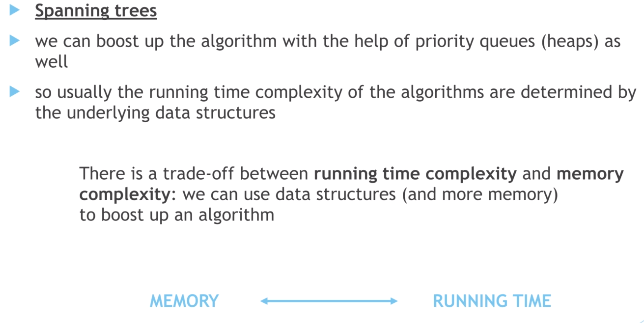 Spanning trees
we can boost up the algorithm with the help of priority queues (heaps) as
well
so usually the running time complexity of the algorithms are determined by
the underlying data structures
There is a trade-off between running time complexity and memory
complexity: we can use data structures (and more memory)
to boost up an algorithm
MEMORY RUNNING TIME